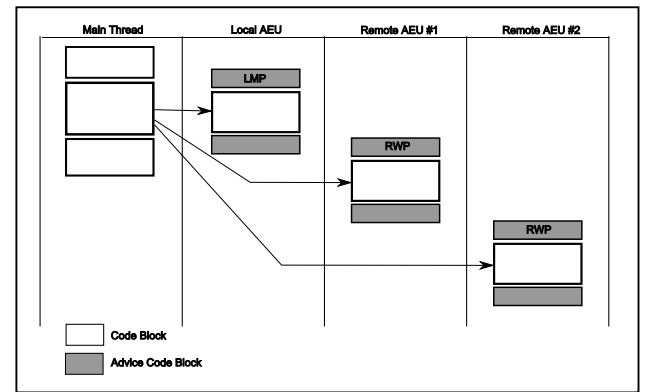 Main Thread Local AEU Remote AEU #1 Remote AEU #2
LMP
RWP
RWP
Code Block
Advice Code Block